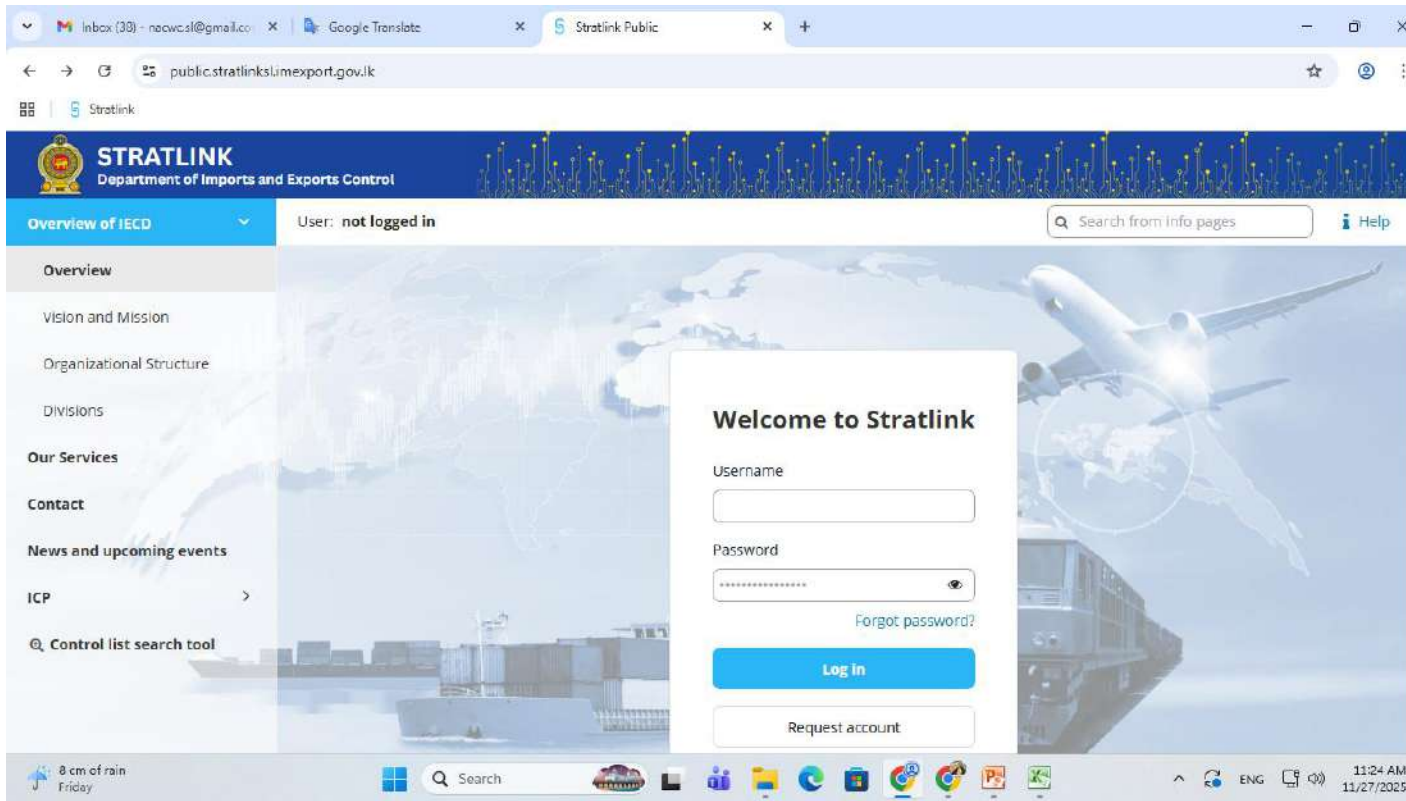 Inbox (38) - nacwc.sl@gmail.co
Google Translate
Stratlink Public
public.stratlinksl.imexport.gov.lk
Stratlink
STRATLINK
Department of Imports and Exports Control
Overview of IECD
User: not logged in
Search from info pages
Help
Overview
Vision and Mission
Organizational Structure
Divisions
Our Services
Contact
News and upcoming events
ICP
Control list search tool
Welcome to Stratlink
Username
Password
Forgot password?
Log in
Request account
8 cm of rain
Friday
Search
ENG
11:24 AM
11/27/2025